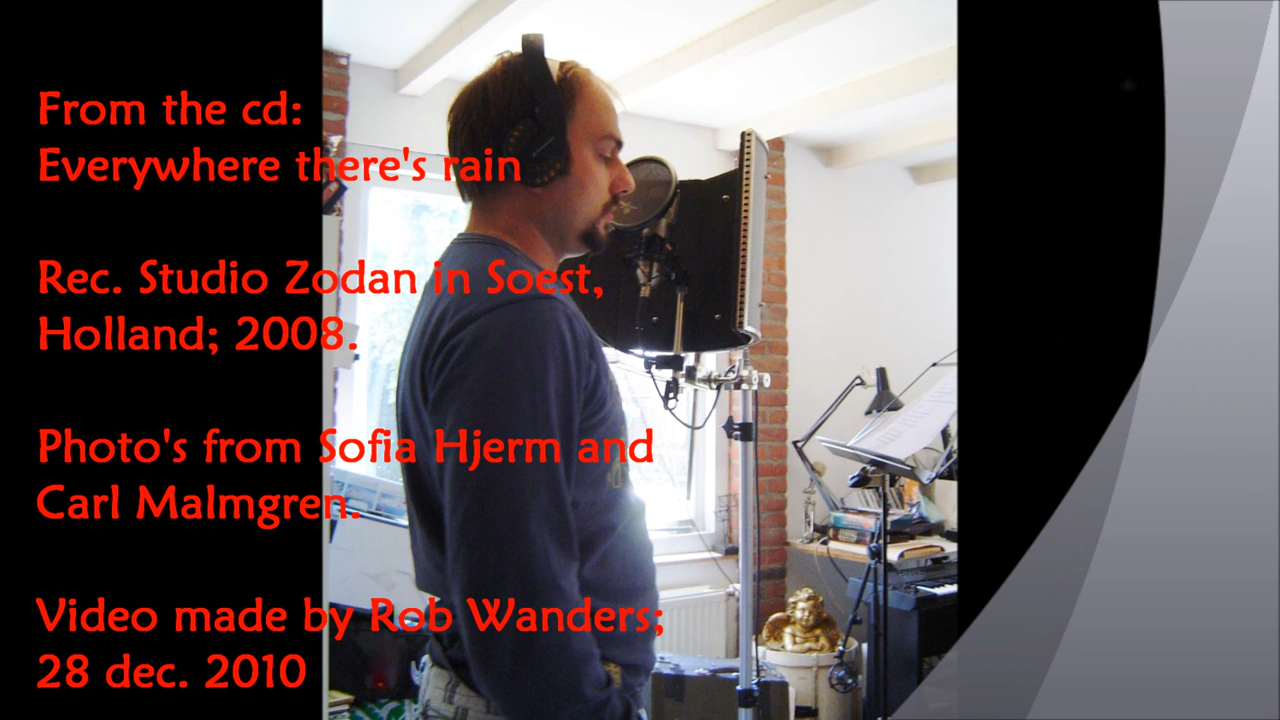 From the cd:
Everywhere there's rain
Rec. Studio Zodan in Soest,
Holland; 2008.
Photo's from Sofia Hjerm and
Carl Malmgren.
Video made by Rob Wanders;
28 dec. 2010